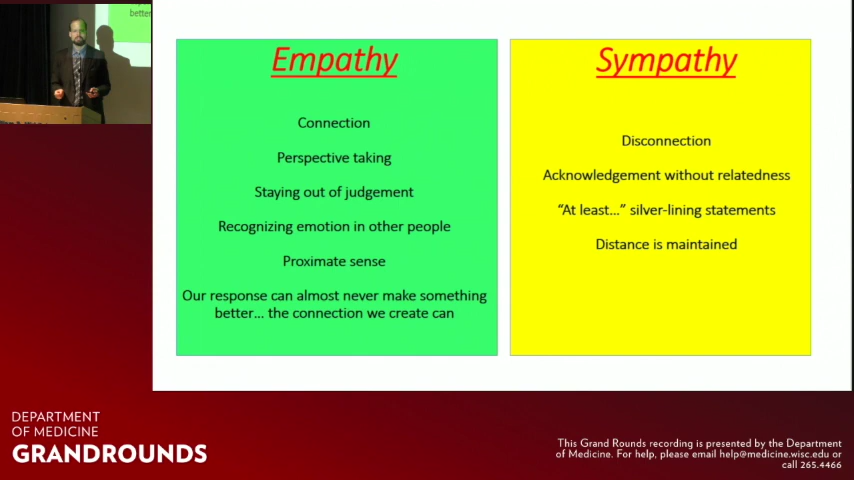 better
Empathy
Connection
Perspective taking
Staying out of judgement
Recognizing emotion in other people
Proximate sense
Our response can almost never make something
better... the connection we create can
Sympathy
Disconnection
Acknowledgement without relatedness
“At least...” silver-lining statements
Distance is maintained
DEPARTMENT
OF MEDICINE
GRANDROUNDS
This Grand Rounds recording is presented by the Department
of Medicine. For help, please email help@medicine.wisc.edu or
call 265.4466